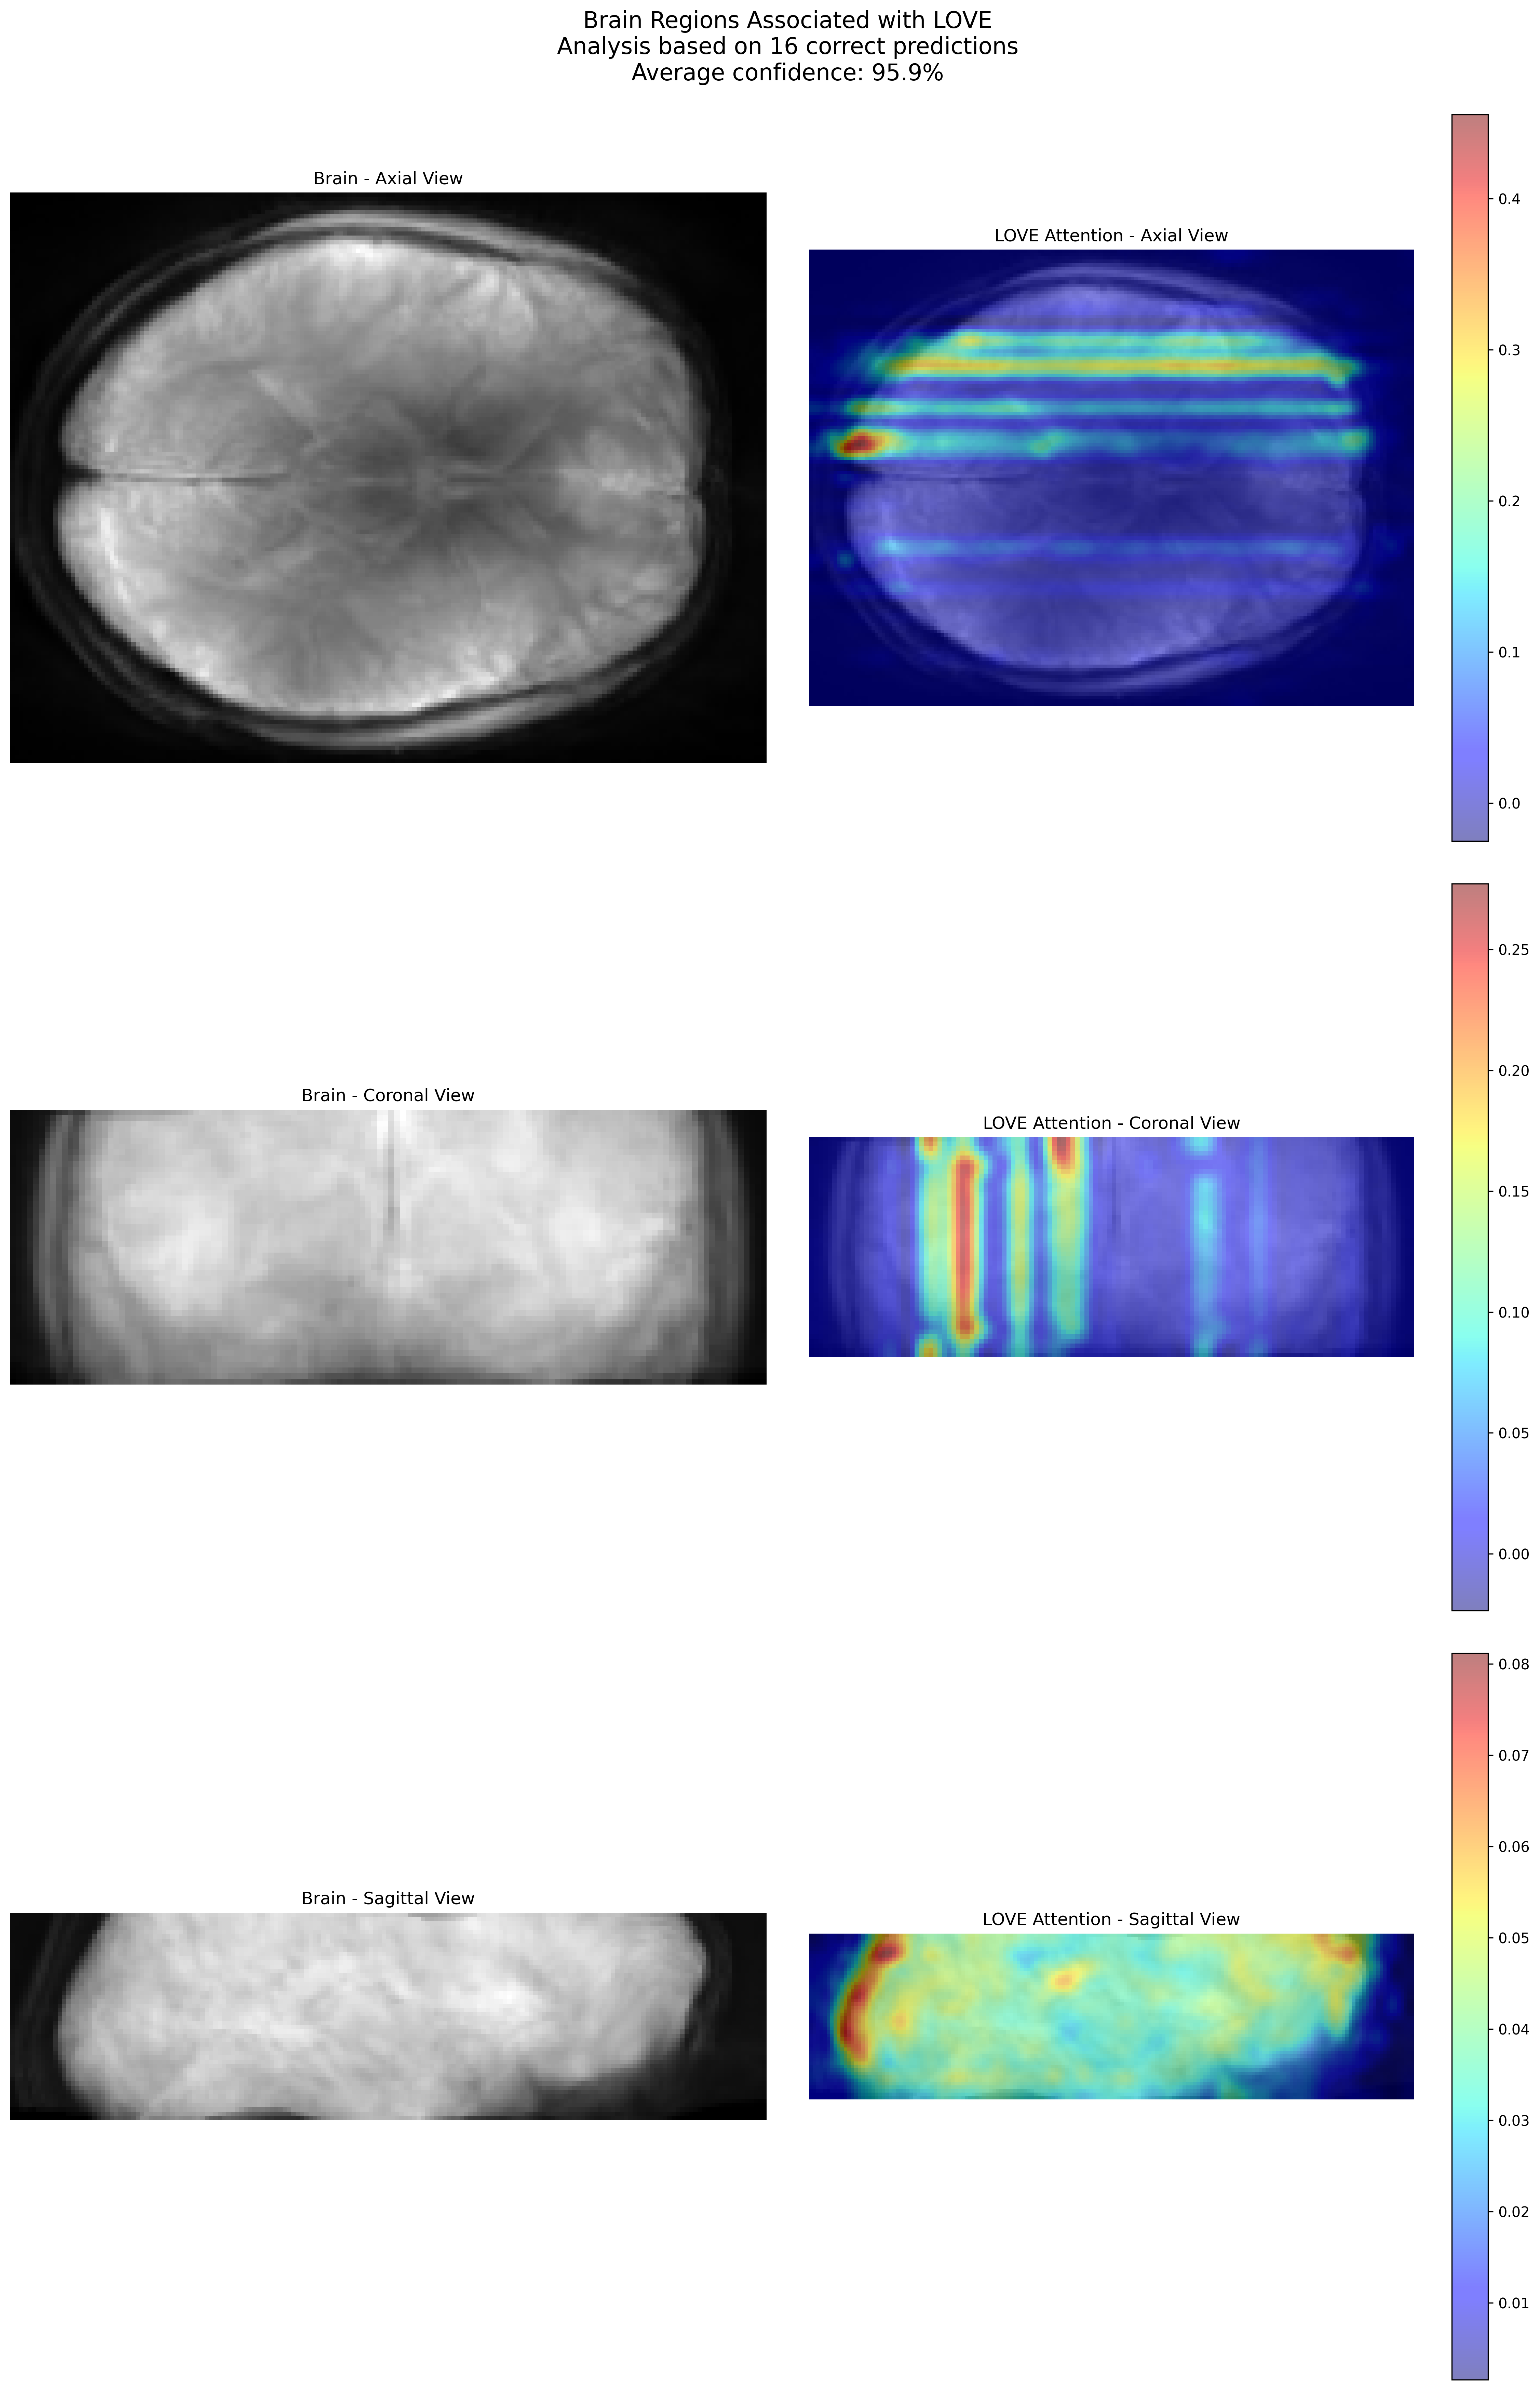 Brain Regions Associated with LOVE
Analysis based on 16 correct predictions
Average confidence: 95.9%
Brain - Axial View
LOVE Attention - Axial View
0.4
0.3
0.2
0.1
0.0
Brain - Coronal View
LOVE Attention - Coronal View
0.25
0.20
0.15
0.10
0.05
0.00
Brain - Sagittal View
LOVE Attention - Sagittal View
0.08
0.07
0.06
0.05
0.04
0.03
0.02
0.01